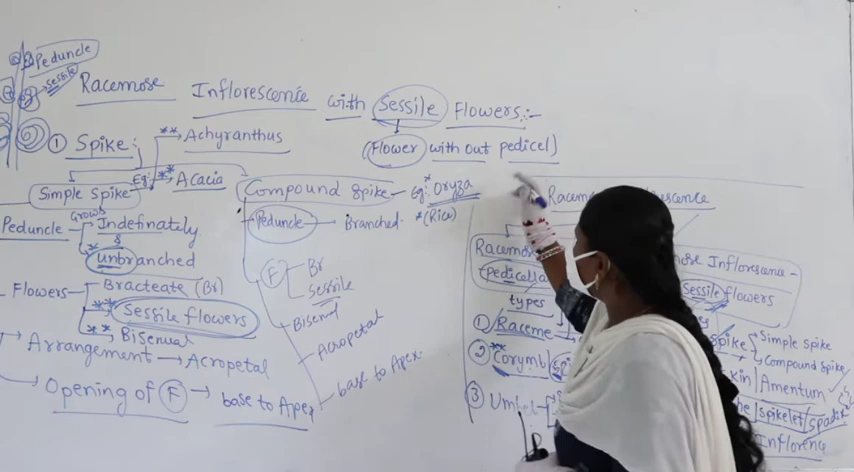 Peduncle
sessile
Racemose Inflorescence with Sessile Flowers:-
(Flower with out pedicel)
① Spike:
Eg: ** Achyranthus
** Acacia
Simple Spike
Compound Spike - Eg: * Oryza
*(Rice)
Peduncle
Grows
Indefinately
&
* unbranched
Peduncle - Branched
Flowers
Bracteate (Br)
** Sessile flowers
** Bisexual
F
Br
Sessile
Bisexual
Acropetal
base to Apex
Arrangement → Acropetal
Opening of F → base to Apex
Racemose
types
① Raceme
② Corymb
③ Umbel
Sessile flowers
Inflorescence
Simple spike
Compound spike
Amentum
spikelet